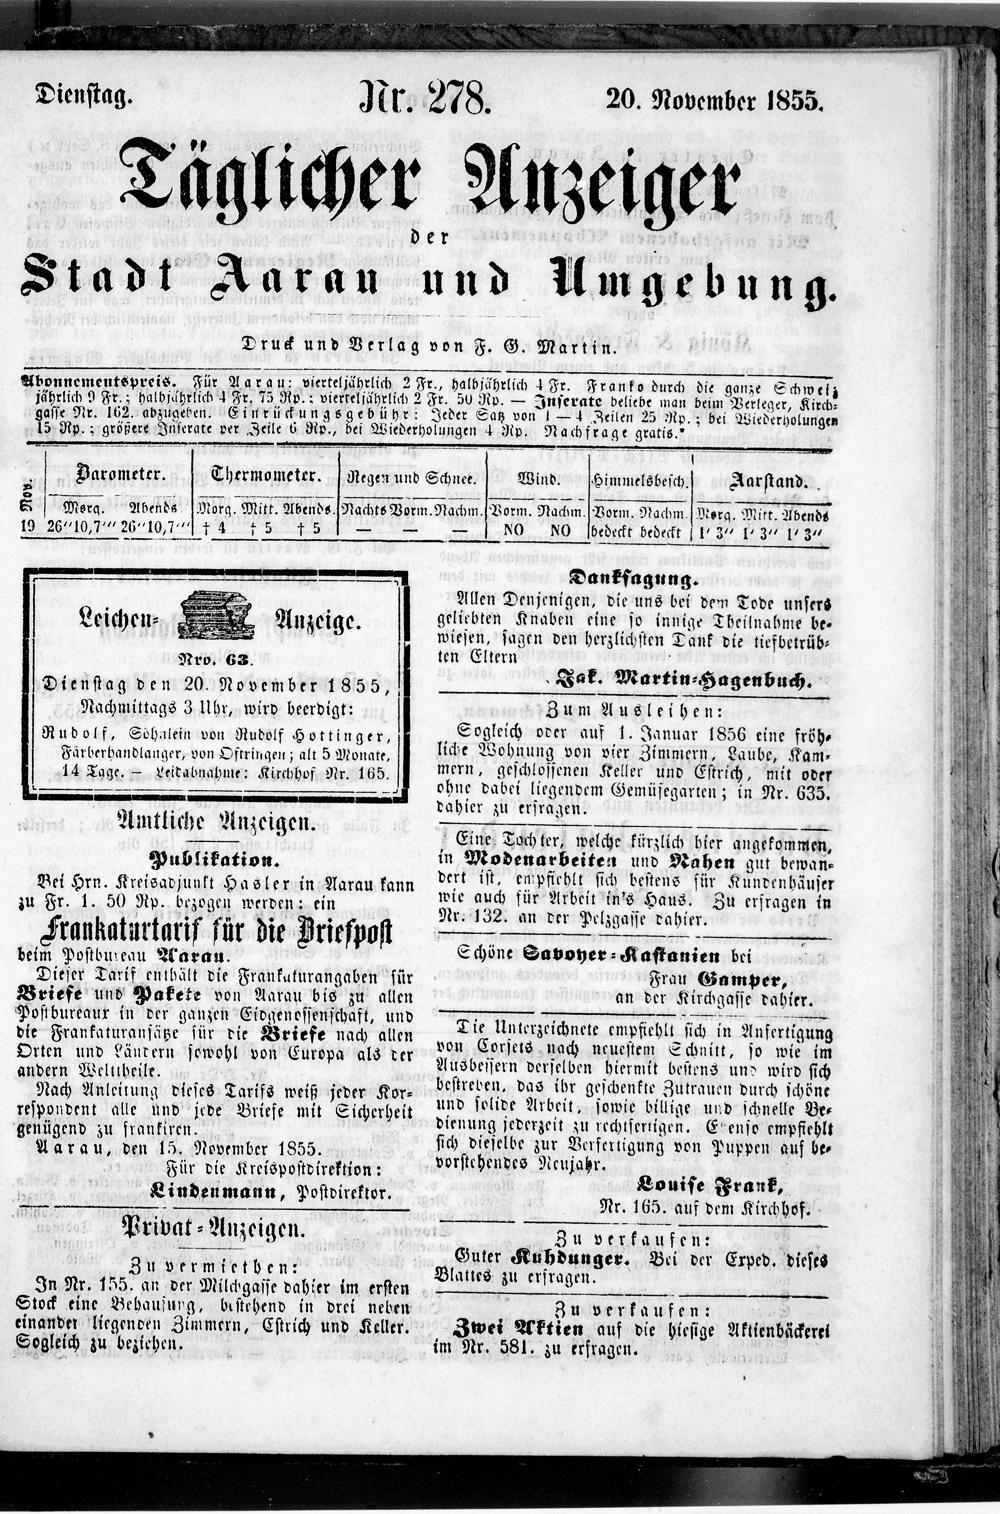 Dienstag. Nr. 278. 20. November 1855.
Täglicher Anzeiger
der
Stadt Aarau und Umgebung.
Druck und Verlag von F. G. Martin.
Abonnementspreis. Für Aarau: vierteljährlich 2 Fr., halbjährlich 4 Fr. Franko durch die ganze Schweiz
jährlich 9 Fr.; halbjährlich 4 Fr. 75 Rp.: vierteljährlich 2 Fr. 50 Rp. — Inserate beliebe man beim Verleger, Kirch-
gasse Nr. 162. abzugeben. Einrückungsgebühr: Jeder Satz von 1—4 Zeilen 25 Rp.; bei Wiederholungen
15 Rp.; größere Inserate per Zeile 6 Rp., bei Wiederholungen 4 Rp. Nachfrage gratis.
Nov. Barometer. Thermometer. Regen und Schnee. Wind. Himmelsbesch. Aarstand.
Morg. Abends Morg. Mitt. Abends. Nachts Vorm. Nachm. Vorm. Nachm. Vorm. Nachm. Morg. Mitt. Abends
19 26''10,7''' 26''10,7''' † 4 † 5 † 5 — — — NO NO bedeckt bedeckt 1' 3'' 1' 3'' 1' 3''
Leichen-Anzeige.
Nro. 63.
Dienstag den 20. November 1855,
Nachmittags 3 Uhr, wird beerdigt:
Rudolf, Söhnlein von Rudolf Hottinger,
Färberhandlanger, von Oftringen; alt 5 Monate,
14 Tage. — Leidabnahme: Kirchhof Nr. 165.
Amtliche Anzeigen.
Publikation.
Bei Hrn. Kreisadjunkt Hasler in Aarau kann
zu Fr. 1. 50 Rp. bezogen werden: ein
Frankaturtarif für die Briefpost
beim Postbureau Aarau.
Dieser Tarif enthält die Frankaturangaben für
Briefe und Pakete von Aarau bis zu allen
Postbureaux in der ganzen Eidgenossenschaft, und
die Frankaturansätze für die Briefe nach allen
Orten und Ländern sowohl von Europa als der
andern Welttheile.
Nach Anleitung dieses Tarifs weiß jeder Kor-
respondent alle und jede Briefe mit Sicherheit
genügend zu frankiren.
Aarau, den 15. November 1855.
Für die Kreispostdirektion:
Lindenmann, Postdirektor.
Privat-Anzeigen.
Zu vermiethen:
In Nr. 155. an der Milchgasse dahier im ersten
Stock eine Behausung, bestehend in drei neben
einander liegenden Zimmern, Estrich und Keller.
Sogleich zu beziehen.
Danksagung.
Allen Denjenigen, die uns bei dem Tode unsers
geliebten Knaben eine so innige Theilnahme be-
wiesen, sagen den herzlichsten Dank die tiefbetrüb-
ten Eltern
Jak. Martin-Hagenbuch.
Zum Ausleihen:
Sogleich oder auf 1. Januar 1856 eine fröh-
liche Wohnung von vier Zimmern, Laube, Kam-
mern, geschlossenen Keller und Estrich, mit oder
ohne dabei liegendem Gemüsegarten; in Nr. 635.
dahier zu erfragen.
Eine Tochter, welche kürzlich hier angekommen,
in Modenarbeiten und Nähen gut bewan-
dert ist, empfiehlt sich bestens für Kundenhäuser
wie auch für Arbeit in's Haus. Zu erfragen in
Nr. 132. an der Pelzgasse dahier.
Schöne Savoyer-Kastanien bei
Frau Gamper,
an der Kirchgasse dahier.
Die Unterzeichnete empfiehlt sich in Anfertigung
von Corsets nach neuestem Schnitt, so wie im
Ausbessern derselben hiermit bestens und wird sich
bestreben, das ihr geschenkte Zutrauen durch schöne
und solide Arbeit, sowie billige und schnelle Be-
dienung jederzeit zu rechtfertigen. Ebenso empfiehlt
sich dieselbe zur Verfertigung von Puppen auf be-
vorstehendes Neujahr.
Louise Frank,
Nr. 165. auf dem Kirchhof.
Zu verkaufen:
Guter Kuhdünger. Bei der Exped. dieses
Blattes zu erfragen.
Zu verkaufen:
Zwei Aktien auf die hiesige Aktienbäckerei
im Nr. 581. zu erfragen.